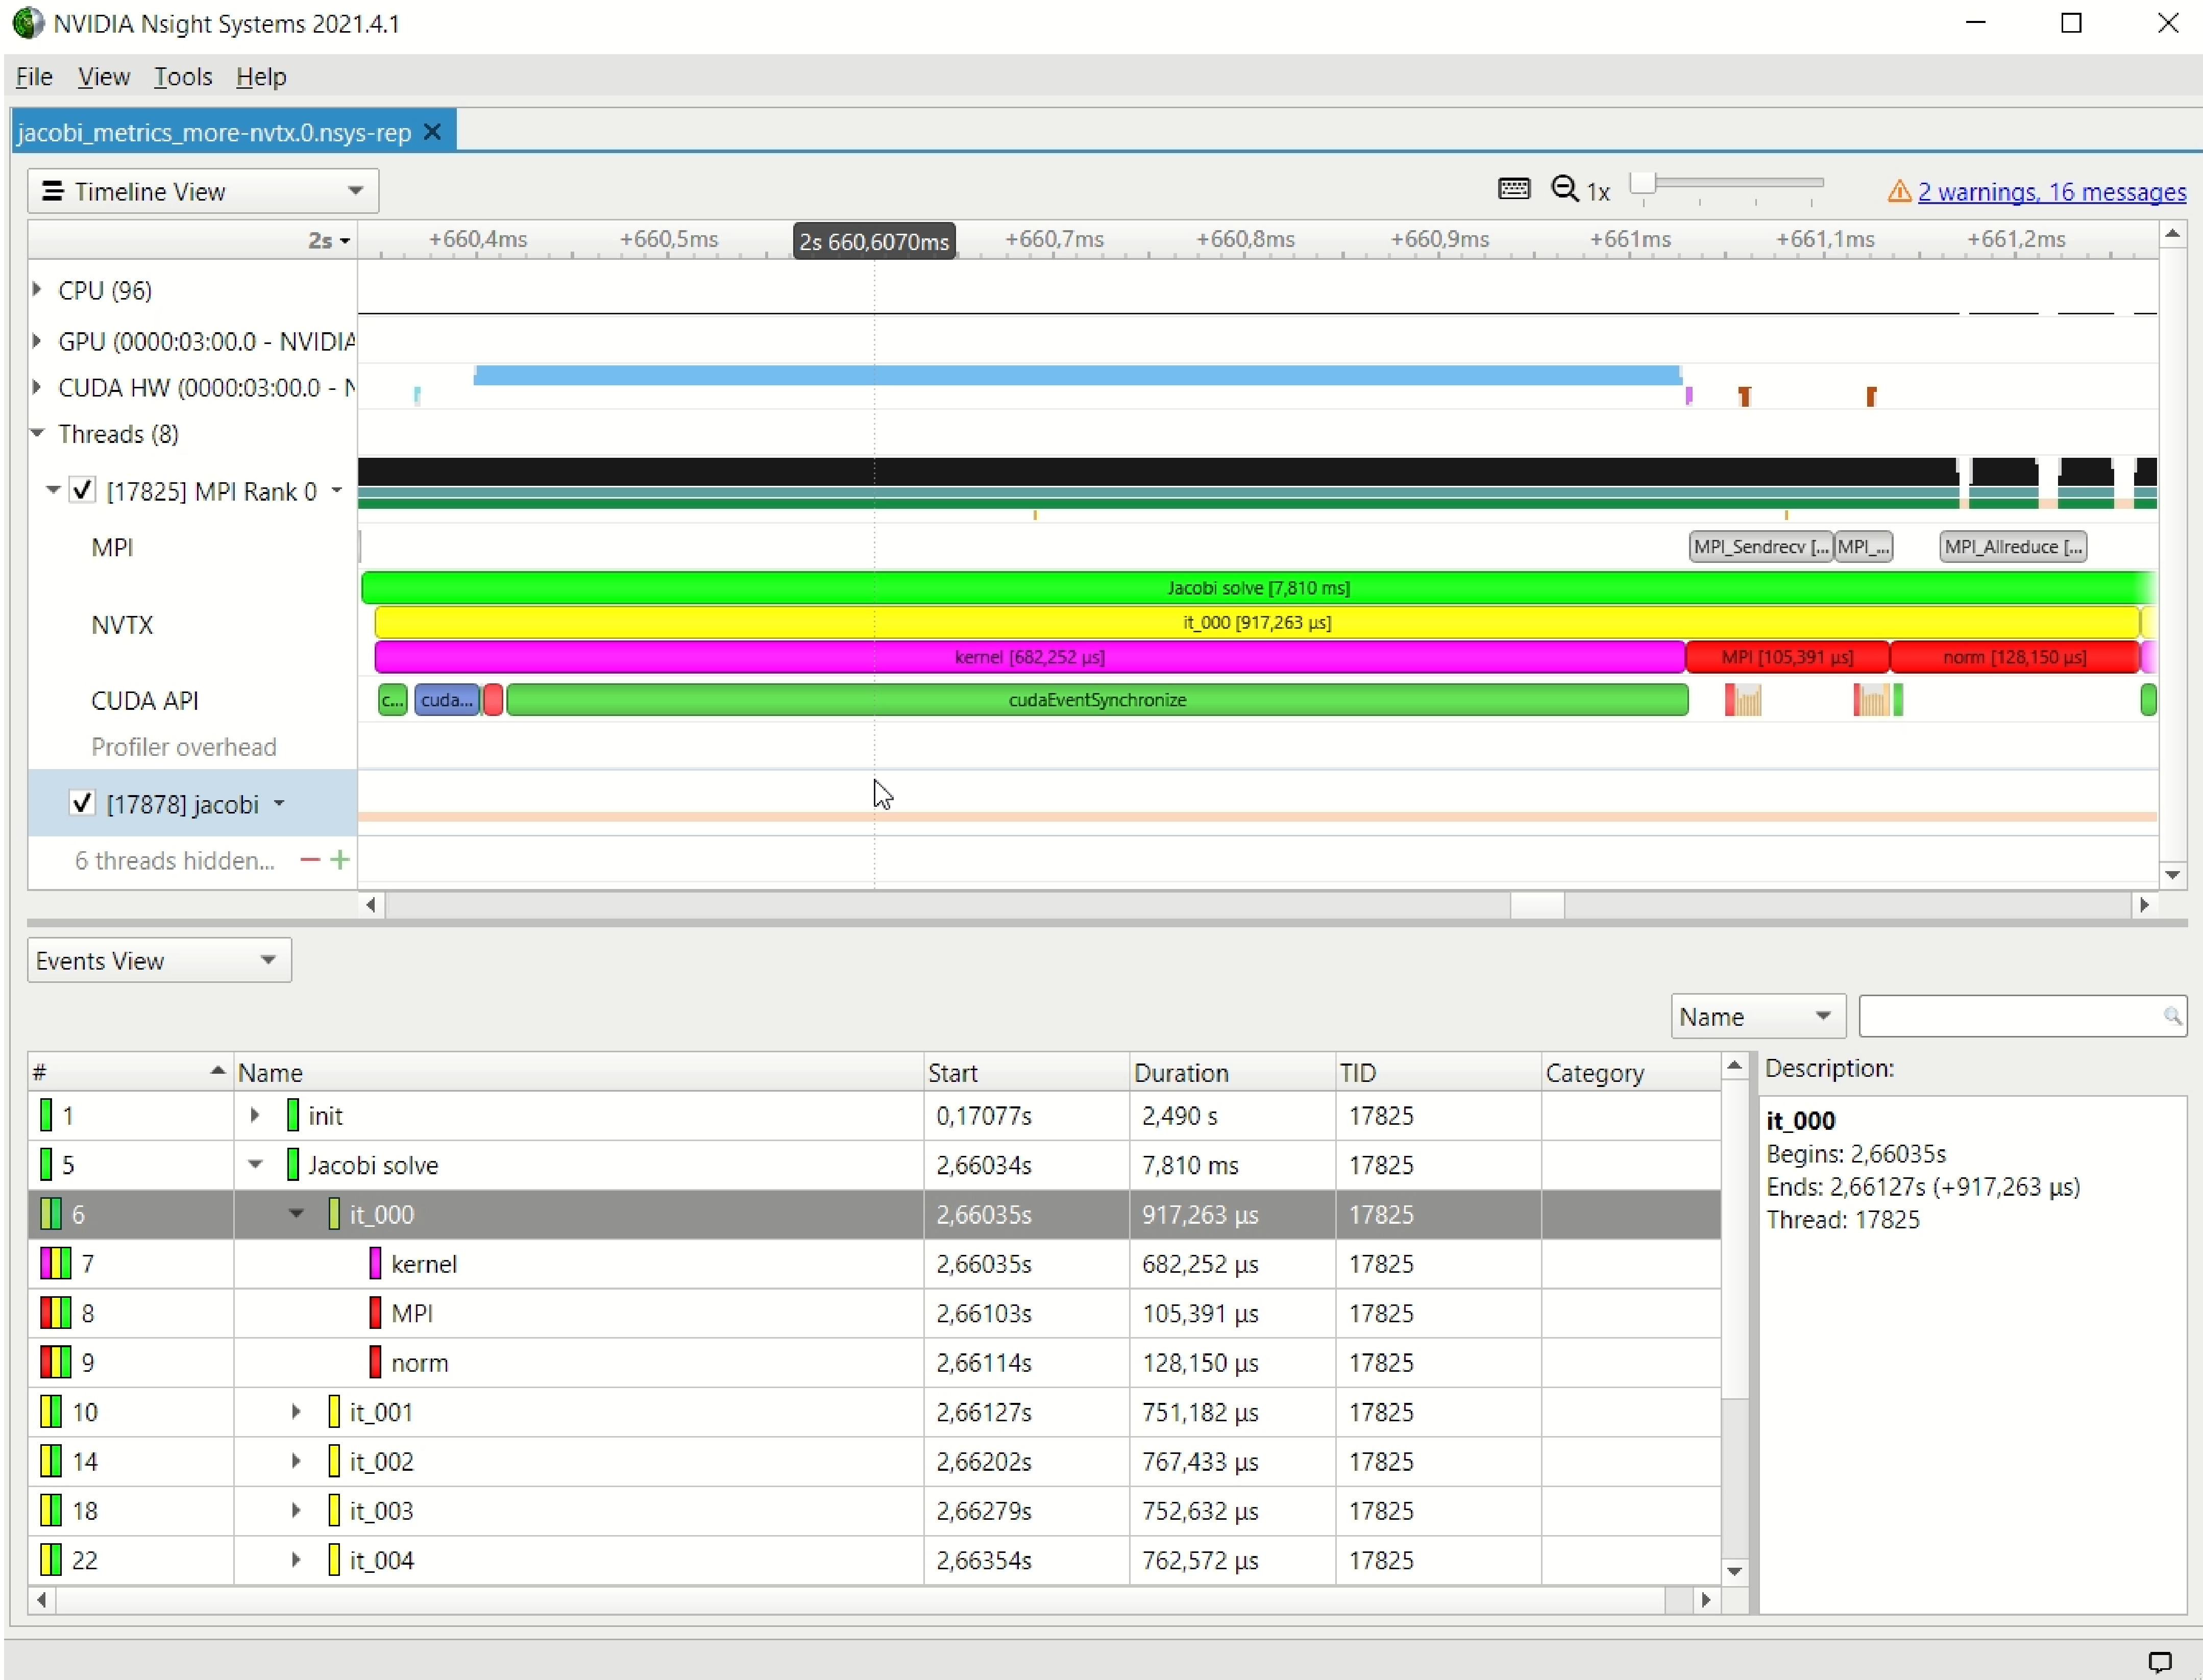 NVIDIA Nsight Systems 2021.4.1
File View Tools Help
jacobi_metrics_more-nvtx.0.nsys-rep
Timeline View
1x
2 warnings, 16 messages
2s
+660,4ms +660,5ms 2s 660,6070ms +660,7ms +660,8ms +660,9ms +661ms +661,1ms +661,2ms
CPU (96)
GPU (0000:03:00.0 - NVIDIA
CUDA HW (0000:03:00.0 - N
Threads (8)
[17825] MPI Rank 0
MPI
MPI_Sendrecv [... MPI_... MPI_Allreduce [...
Jacobi solve [7,810 ms]
NVTX
it_000 [917,263 µs]
kernel [682,252 µs] MPI [105,391 µs] norm [128,150 µs]
CUDA API
c... cuda... cudaEventSynchronize
Profiler overhead
[17878] jacobi
6 threads hidden...
Events View
Name
# Name Start Duration TID Category
1 init 0,17077s 2,490 s 17825
5 Jacobi solve 2,66034s 7,810 ms 17825
6 it_000 2,66035s 917,263 µs 17825
7 kernel 2,66035s 682,252 µs 17825
8 MPI 2,66103s 105,391 µs 17825
9 norm 2,66114s 128,150 µs 17825
10 it_001 2,66127s 751,182 µs 17825
14 it_002 2,66202s 767,433 µs 17825
18 it_003 2,66279s 752,632 µs 17825
22 it_004 2,66354s 762,572 µs 17825
Description:
it_000
Begins: 2,66035s
Ends: 2,66127s (+917,263 µs)
Thread: 17825